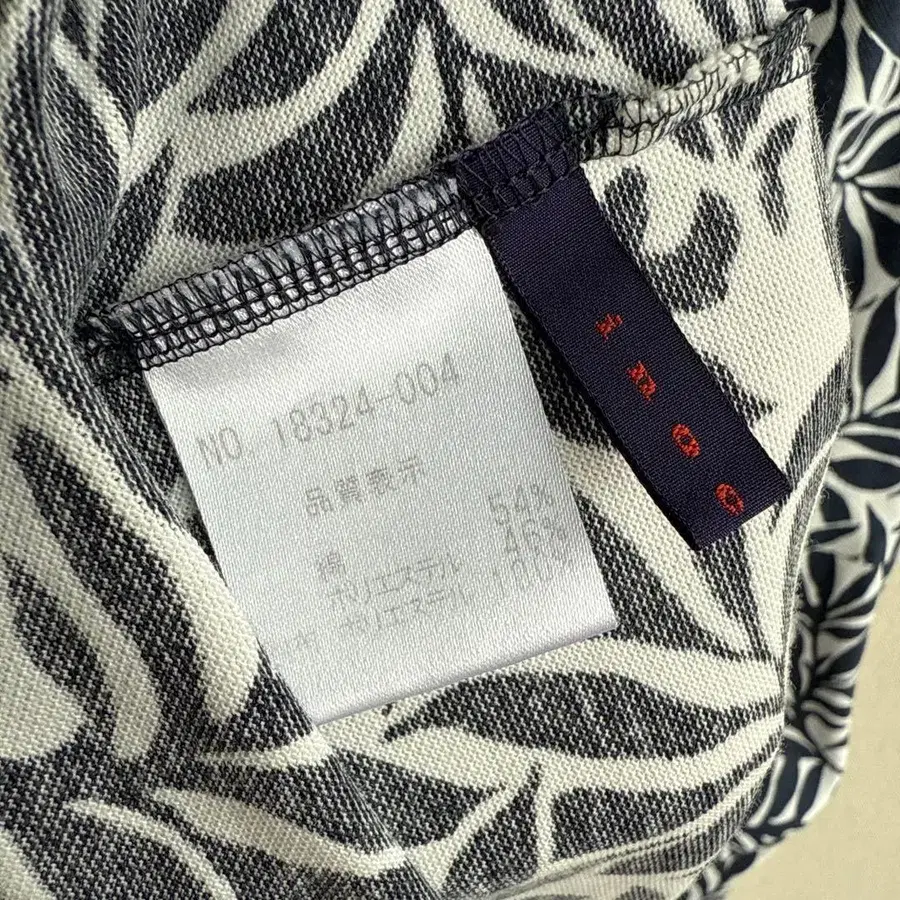 NO 18324-004
品質表示
綿 54%
ポリエステル 46%
ポリエステル 100%
inoc